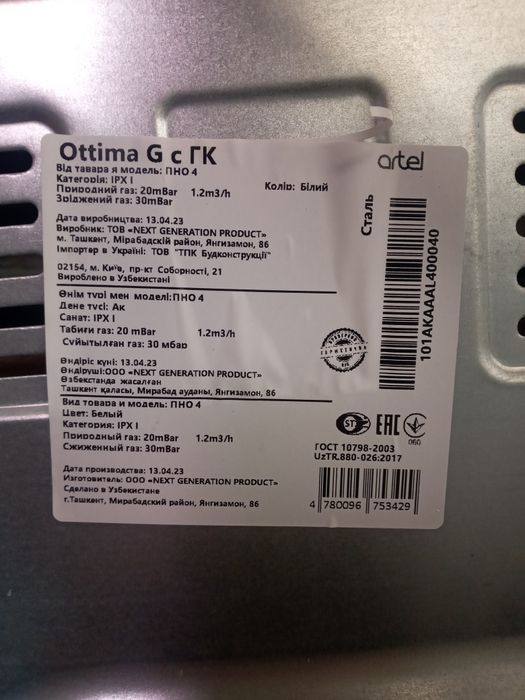 Ottima G с ГК
artel
Від тавара я модель: ПНО 4
Категорія: IPX I
Природний газ: 20mBar 1.2m3/h
Зріджений газ: 30mBar
Колір: Білий
Сталь
Дата виробництва: 13.04.23
Виробник: ТОВ «NEXT GENERATION PRODUCT»
м. Ташкент, Мірабадскій район, Янгизамон, 86
Імпортер в Україні: ТОВ "ТПК Будконструкції"
02154, м. Київ, пр-кт Соборності, 21
Вироблено в Узбекистані
101AKAAAL400040
Өнім түрі мен моделі:ПНО 4
Дене түсі: Ак
Санат: IPX I
Табиғи газ: 20 mBar 1.2m3/h
Сұйытылған газ: 30 мбар
Өндіріс күні: 13.04.23
Өндіруші:ООО «NEXT GENERATION PRODUCT»
Өзбекстанда жасалған
Ташкент қаласы, Мирабад ауданы, Янгизамон, 86
Вид товара и модель: ПНО 4
Цвет: Белый
Категория: IPX I
Природный газ: 20mBar 1.2m3/h
Сжиженный газ: 30mBar
EAC
060
ГОСТ 10798-2003
UzTR.880-026:2017
Дата производства: 13.04.23
Изготовитель: ООО «NEXT GENERATION PRODUCT»
Сделано в Узбекистане
г.Ташкент, Мирабадский район, Янгизамон, 86
4 780096 753429